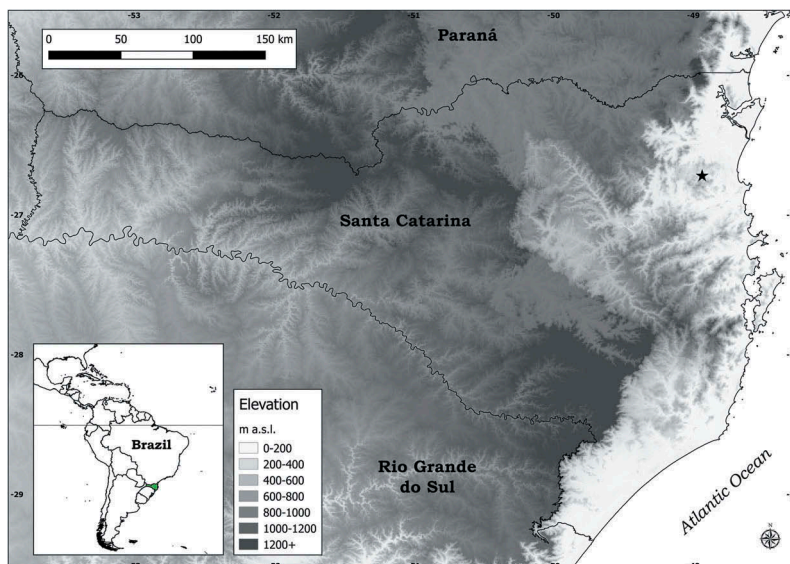 -53
-52
-51
-50
-49
0 50 100 150 km
Paraná
-26
-27
Santa Catarina
-28
Brazil
Elevation
m a.s.l.
0-200
200-400
400-600
600-800
800-1000
1000-1200
1200+
Rio Grande
do Sul
-29
Atlantic Ocean
N